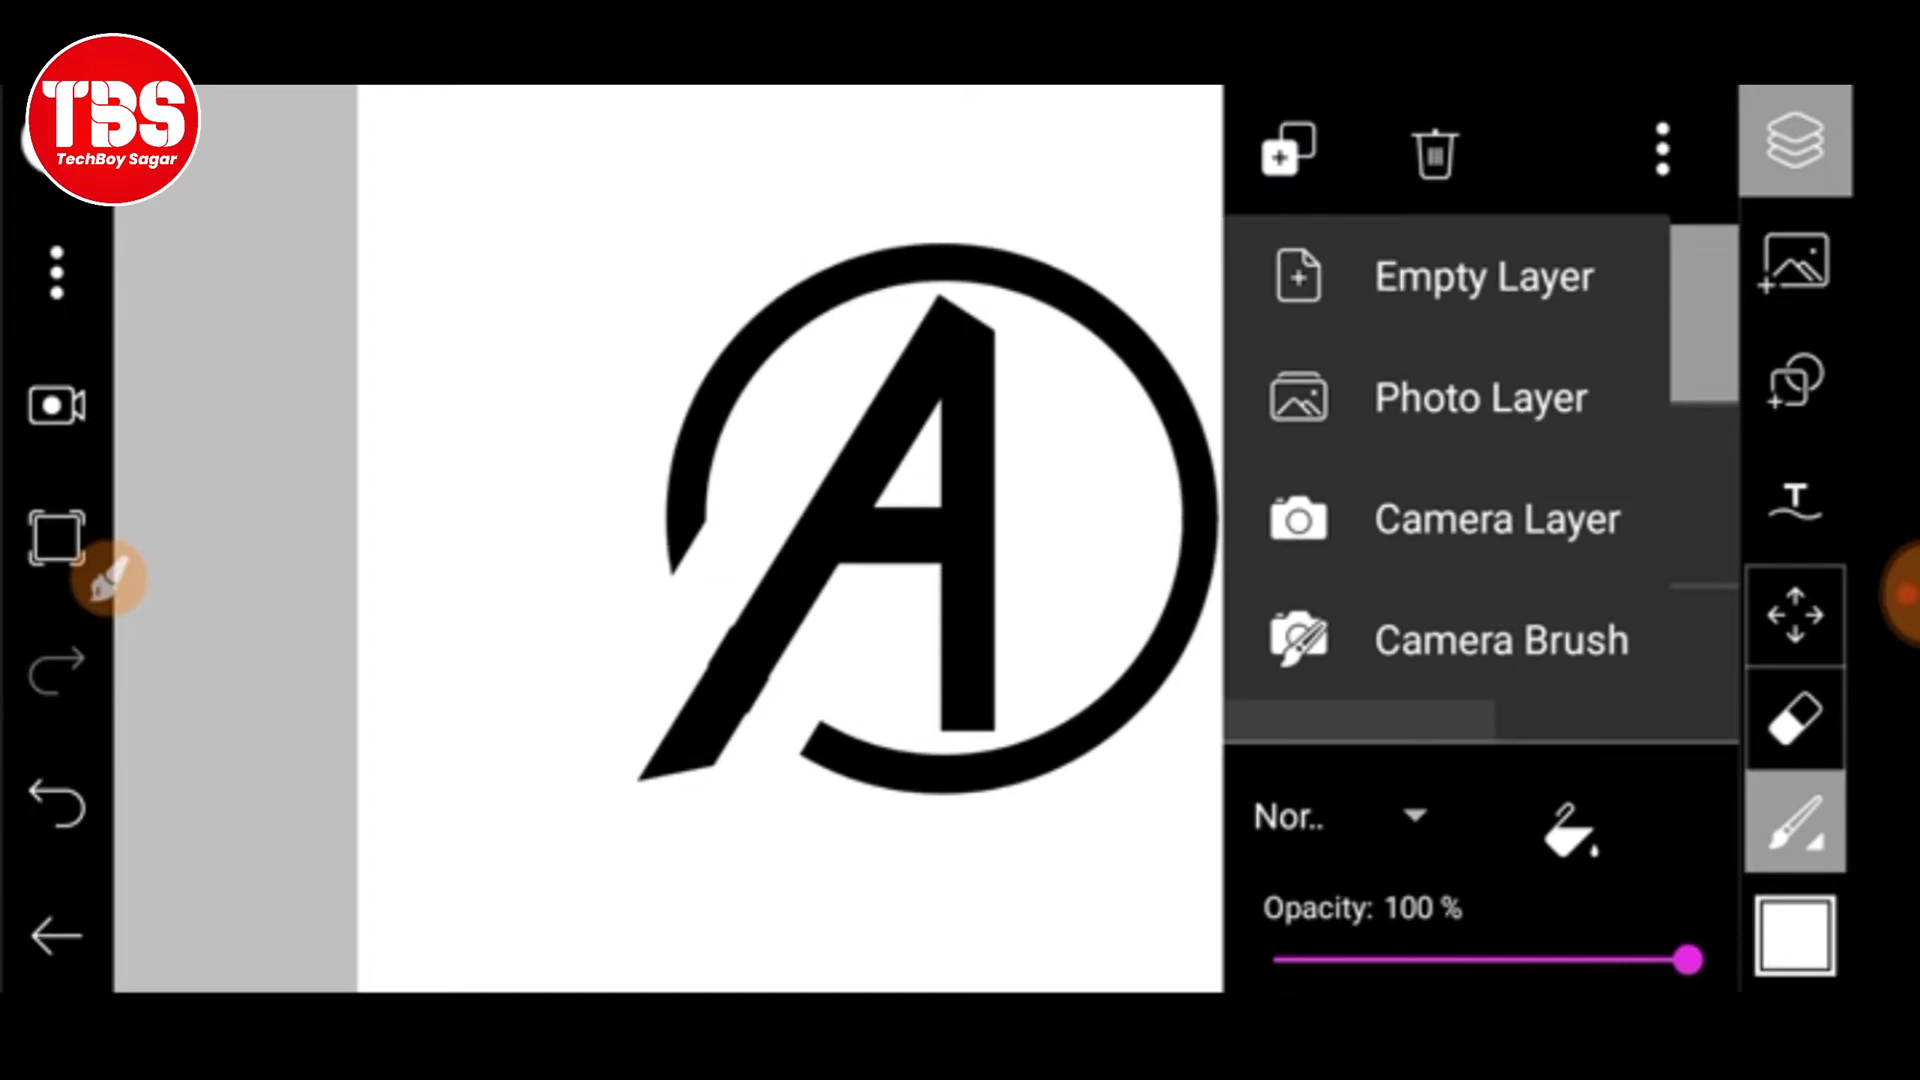 TBS
TechBoy Sagar
A
Empty Layer
Photo Layer
Camera Layer
Camera Brush
T
Nor..
Opacity: 100 %